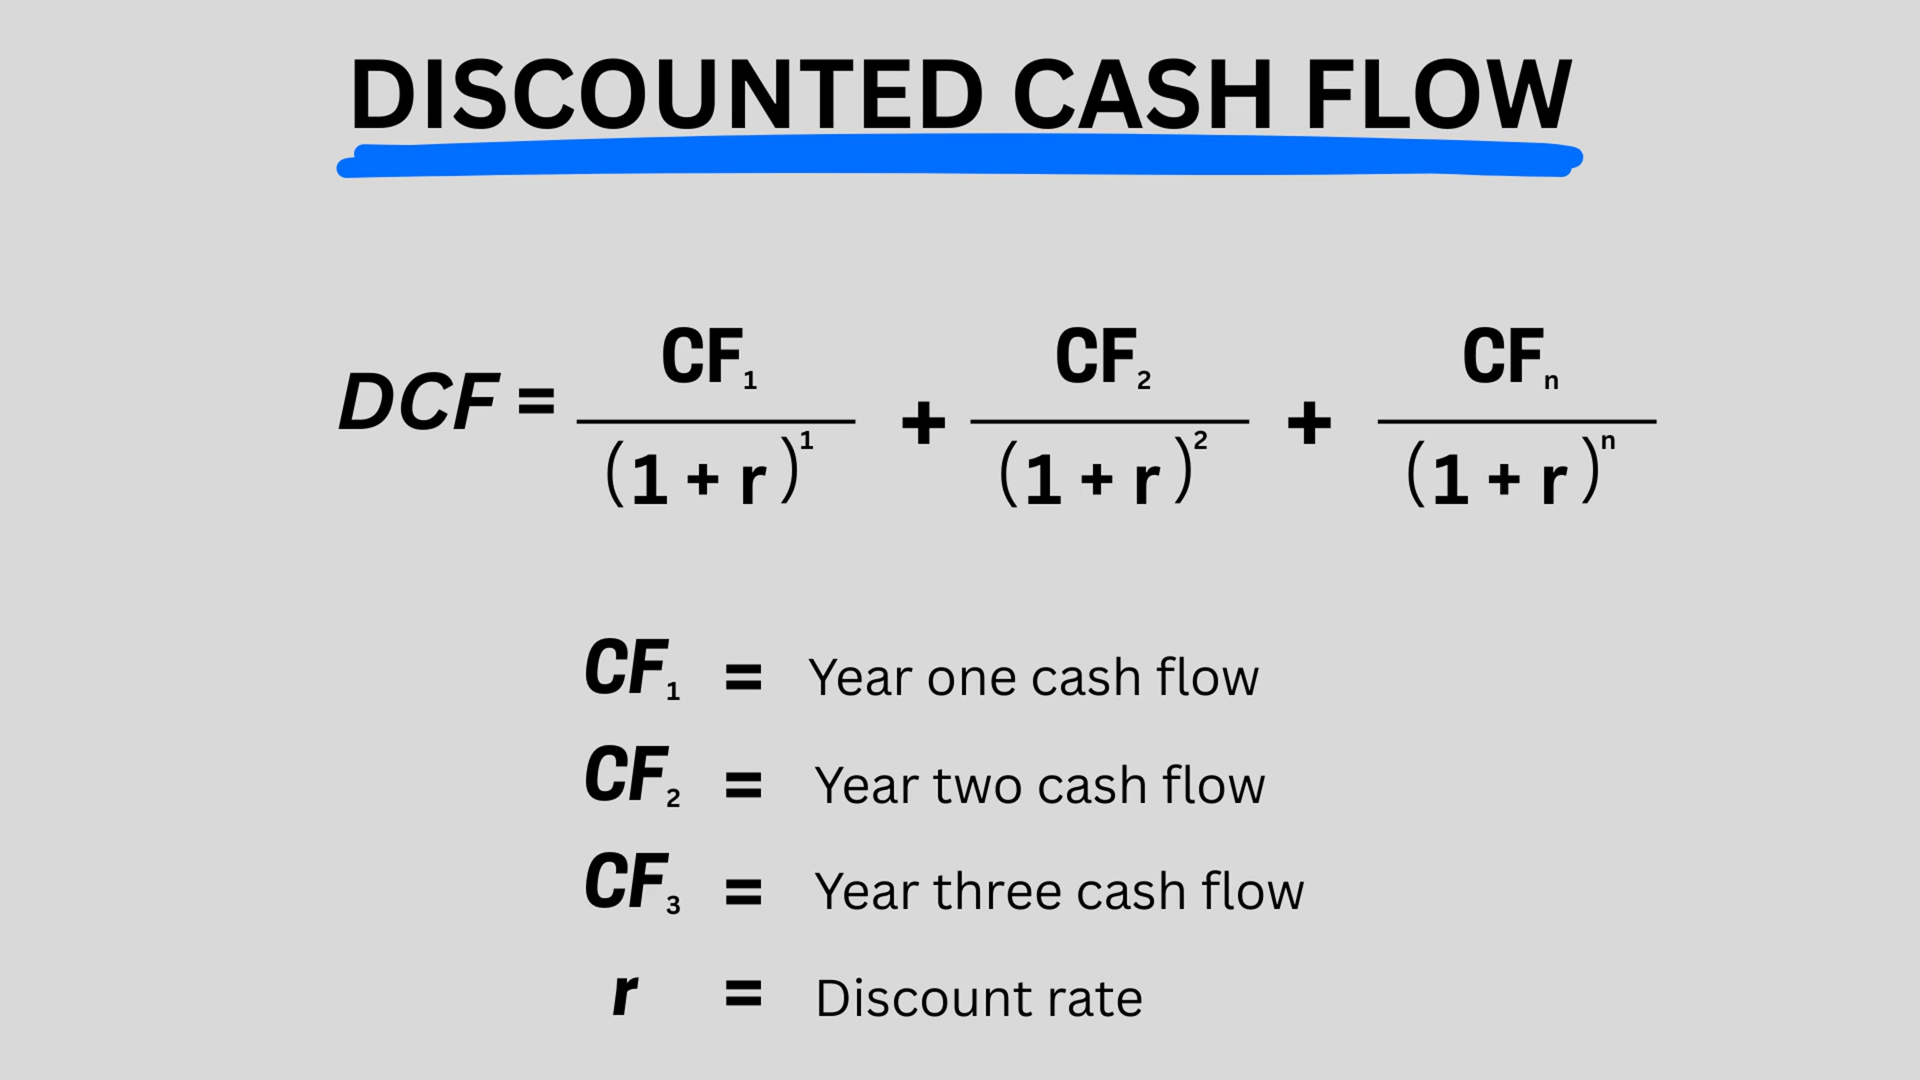 DISCOUNTED CASH FLOW
DCF = CF₁ / (1 + r)¹ + CF₂ / (1 + r)² + CFₙ / (1 + r)ⁿ
CF₁ = Year one cash flow
CF₂ = Year two cash flow
CF₃ = Year three cash flow
r = Discount rate